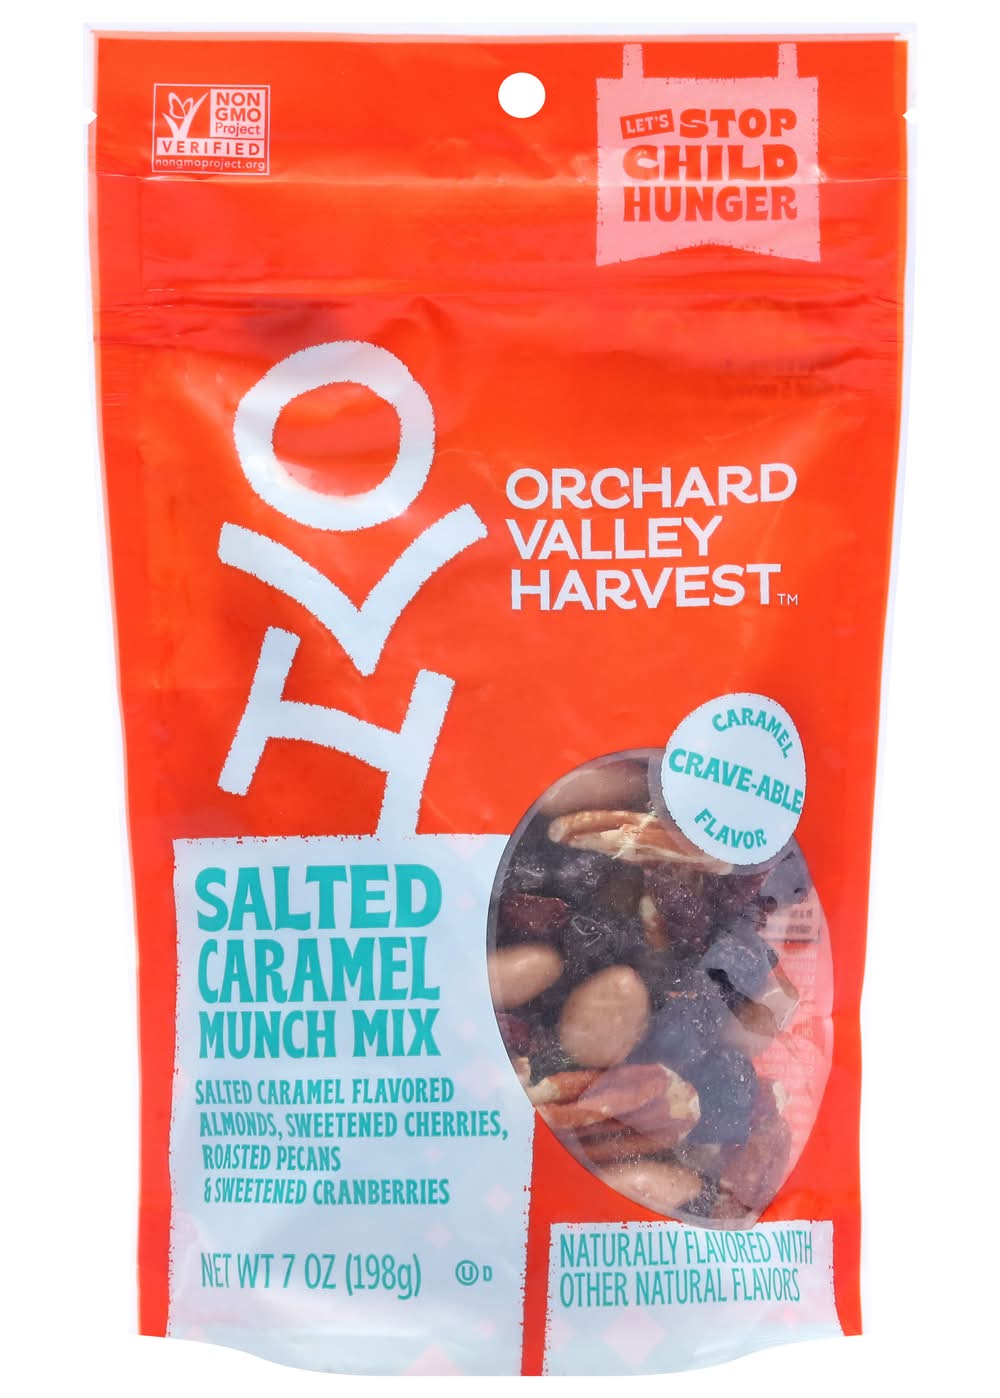 NON
GMO
Project
VERIFIED
nongmoproject.org
LET'S STOP
CHILD
HUNGER
OVH
ORCHARD
VALLEY
HARVEST™
CARAMEL
CRAVE-ABLE
FLAVOR
SALTED
CARAMEL
MUNCH MIX
SALTED CARAMEL FLAVORED
ALMONDS, SWEETENED CHERRIES,
ROASTED PECANS
& SWEETENED CRANBERRIES
NET WT 7 OZ (198g)
U D
NATURALLY FLAVORED WITH
OTHER NATURAL FLAVORS